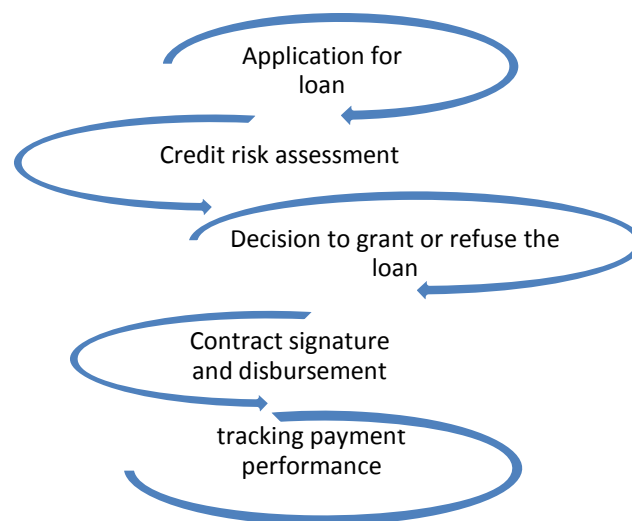 Application for
loan
Credit risk assessment
Decision to grant or refuse the
loan
Contract signature
and disbursement
tracking payment
performance